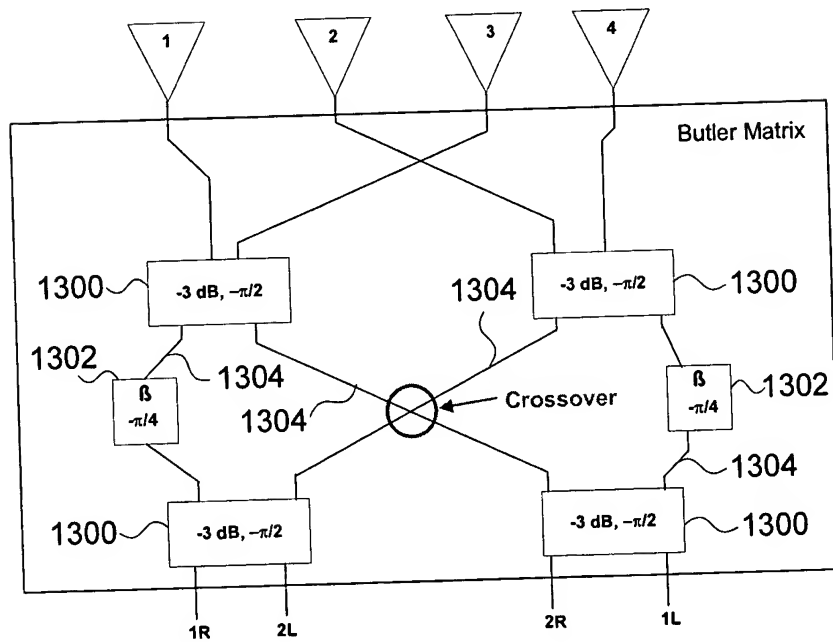 1 2 3 4
Butler Matrix
1300 -3 dB, –π/2 1304 -3 dB, –π/2 1300
1302 ß -π/4 1304 1304 Crossover ß -π/4 1302
1304
1300 -3 dB, –π/2 -3 dB, –π/2 1300
1R 2L 2R 1L